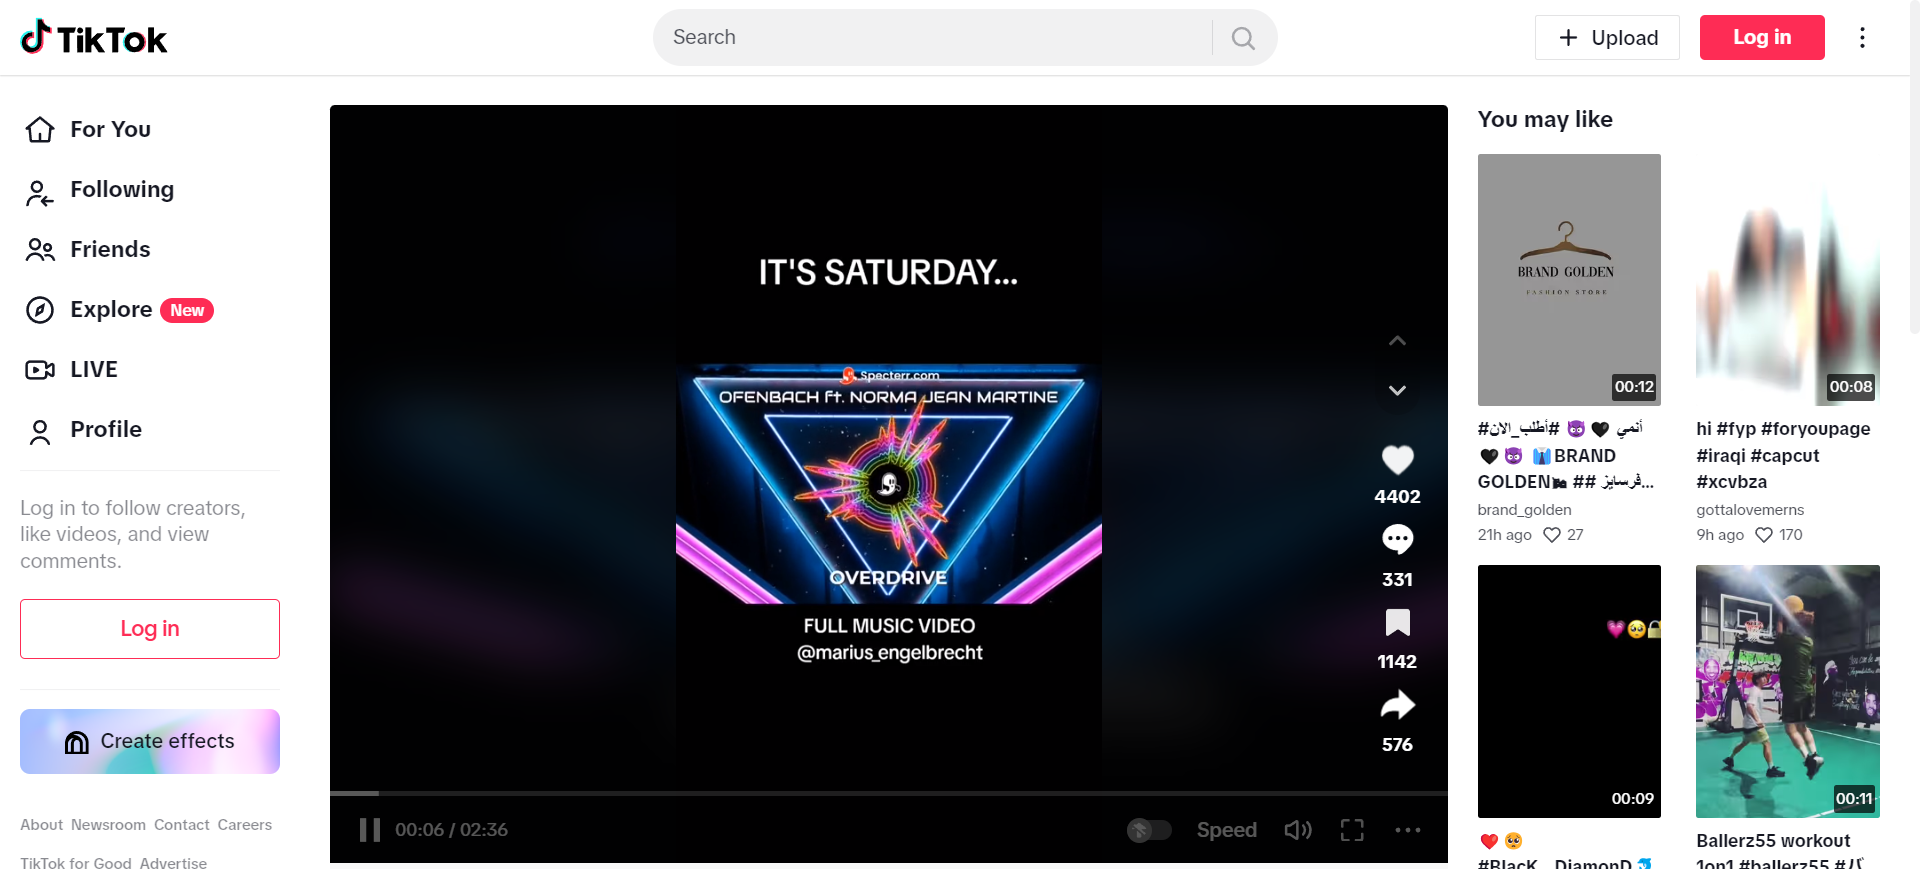 TikTok
Search
Upload
Log in
For You
Following
Friends
Explore New
LIVE
Profile
Log in to follow creators,
like videos, and view
comments.
Log in
Create effects
About Newsroom Contact Careers
TikTok for Good Advertise
IT'S SATURDAY...
Specterr.com
OFENBACH ft. NORMA JEAN MARTINE
OVERDRIVE
FULL MUSIC VIDEO
@marius_engelbrecht
4402
331
1142
576
00:06 / 02:36
Speed
You may like
BRAND GOLDEN
FASHION STORE
00:12
#أطلب_الان# 😈 🖤 أنمي
🖤😈 👔BRAND
GOLDEN🏍 ## فرسايز...
brand_golden
21h ago 27
00:08
hi #fyp #foryoupage
#iraqi #capcut
#xcvbza
gottalovemerns
9h ago 170
💗🥺🔒
00:09
❤️ 🥺
#BlacK__DiamonD🐬
00:11
Ballerz55 workout
1on1 #ballerz55 #バ